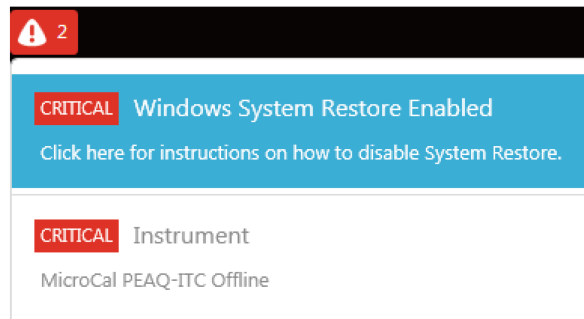 2
CRITICAL Windows System Restore Enabled
Click here for instructions on how to disable System Restore.
CRITICAL Instrument
MicroCal PEAQ-ITC Offline